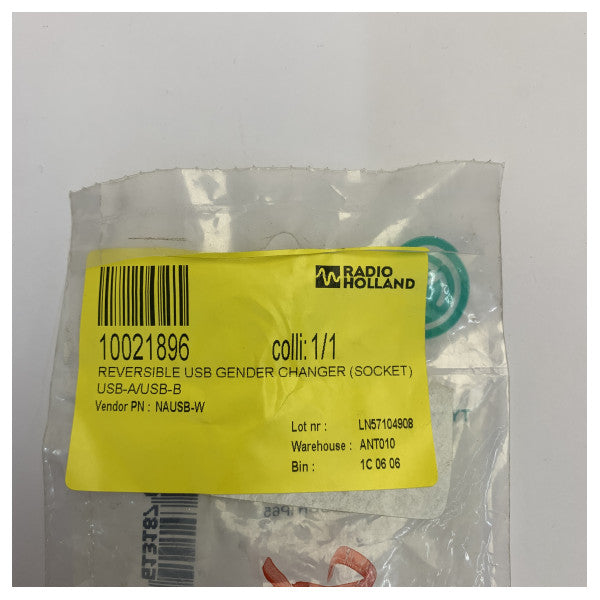 RADIO
HOLLAND
10021896 colli: 1/1
REVERSIBLE USB GENDER CHANGER (SOCKET)
USB-A/USB-B
Vendor PN : NAUSB-W
Lot nr : LN57104908
Warehouse : ANT010
Bin : 1C 06 06
IP65